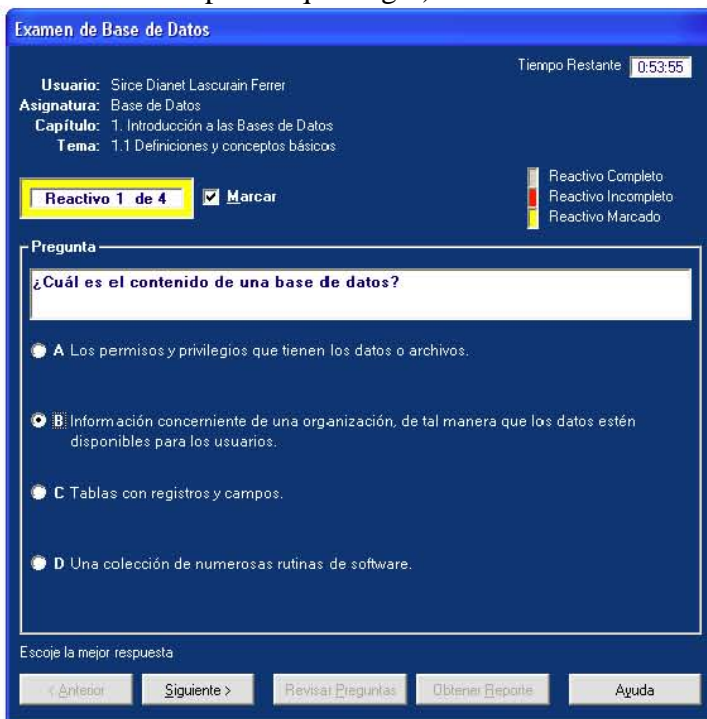 Examen de Base de Datos
Tiempo Restante 0:53:55
Usuario: Sirce Dianet Lascurain Ferrer
Asignatura: Base de Datos
Capítulo: 1. Introducción a las Bases de Datos
Tema: 1.1 Definiciones y conceptos básicos
Reactivo 1 de 4
Marcar
Reactivo Completo
Reactivo Incompleto
Reactivo Marcado
Pregunta
¿Cuál es el contenido de una base de datos?
A Los permisos y privilegios que tienen los datos o archivos.
B Información concerniente de una organización, de tal manera que los datos estén
disponibles para los usuarios.
C Tablas con registros y campos.
D Una colección de numerosas rutinas de software.
Escoje la mejor respuesta
< Anterior
Siguiente >
Revisar Preguntas
Obtener Reporte
Ayuda